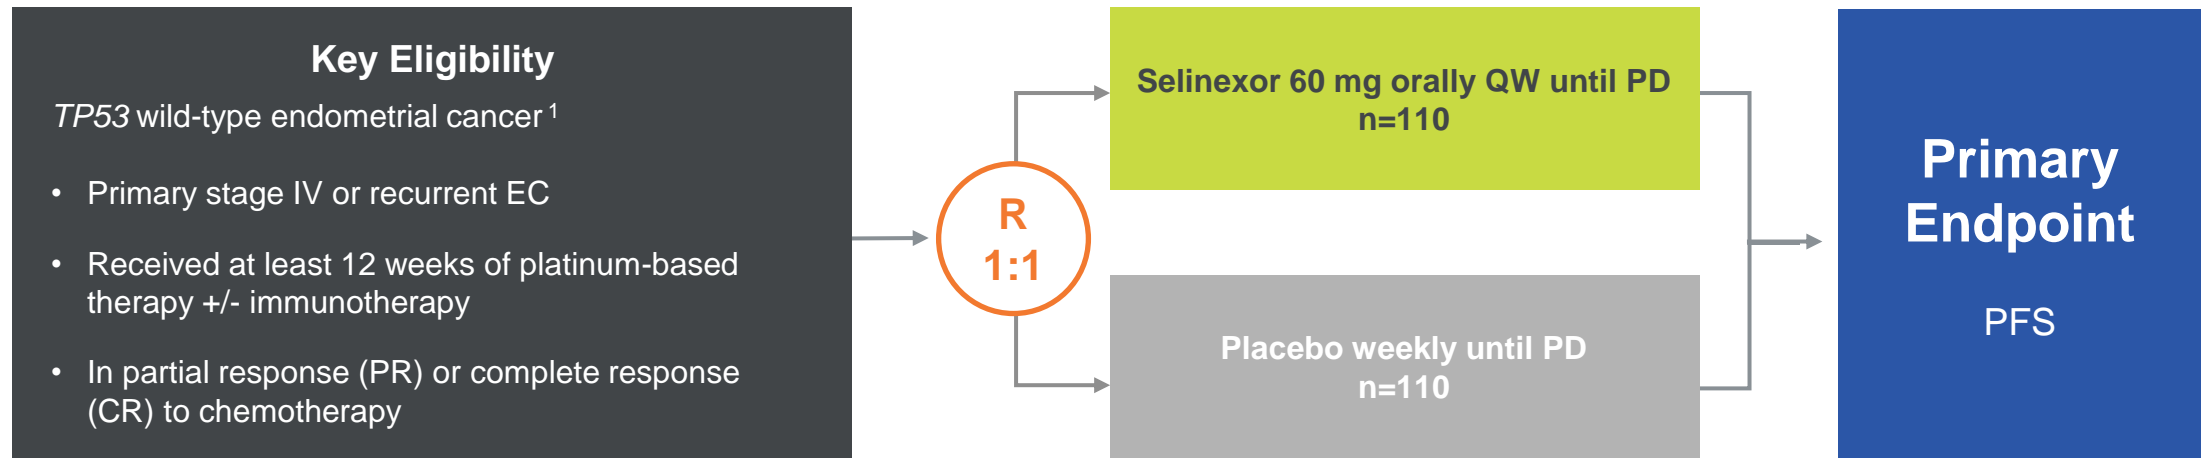 Key Eligibility
TP53 wild-type endometrial cancer 1
• Primary stage IV or recurrent EC
• Received at least 12 weeks of platinum-based
therapy +/- immunotherapy
• In partial response (PR) or complete response
(CR) to chemotherapy
R
1:1
Selinexor 60 mg orally QW until PD
n=110
Placebo weekly until PD
n=110
Primary
Endpoint
PFS